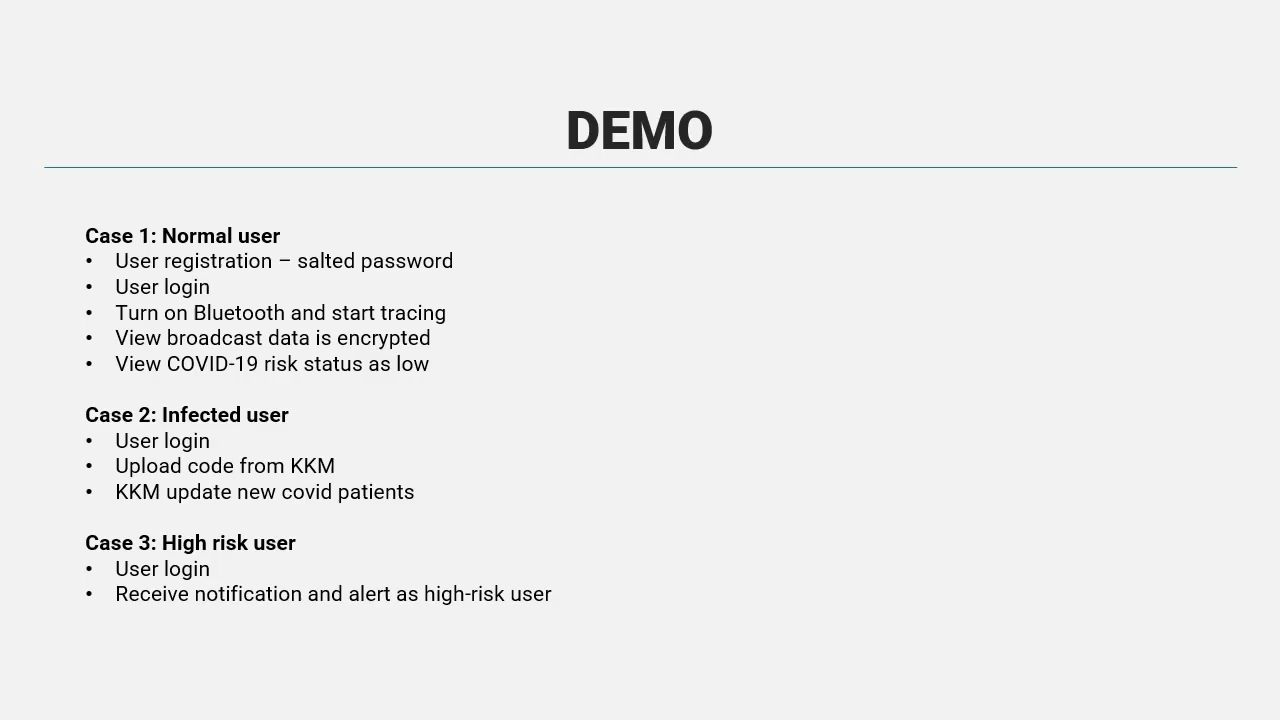 DEMO
Case 1: Normal user
• User registration – salted password
• User login
• Turn on Bluetooth and start tracing
• View broadcast data is encrypted
• View COVID-19 risk status as low
Case 2: Infected user
• User login
• Upload code from KKM
• KKM update new covid patients
Case 3: High risk user
• User login
• Receive notification and alert as high-risk user